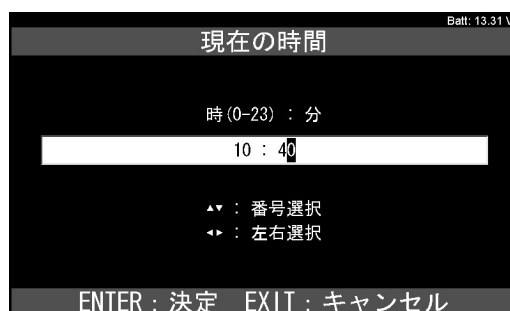 Batt: 13.31 V
現在の時間
時(0-23) : 分
10 : 40
▲▼ : 番号選択
◄► : 左右選択
ENTER : 決定 EXIT : キャンセル